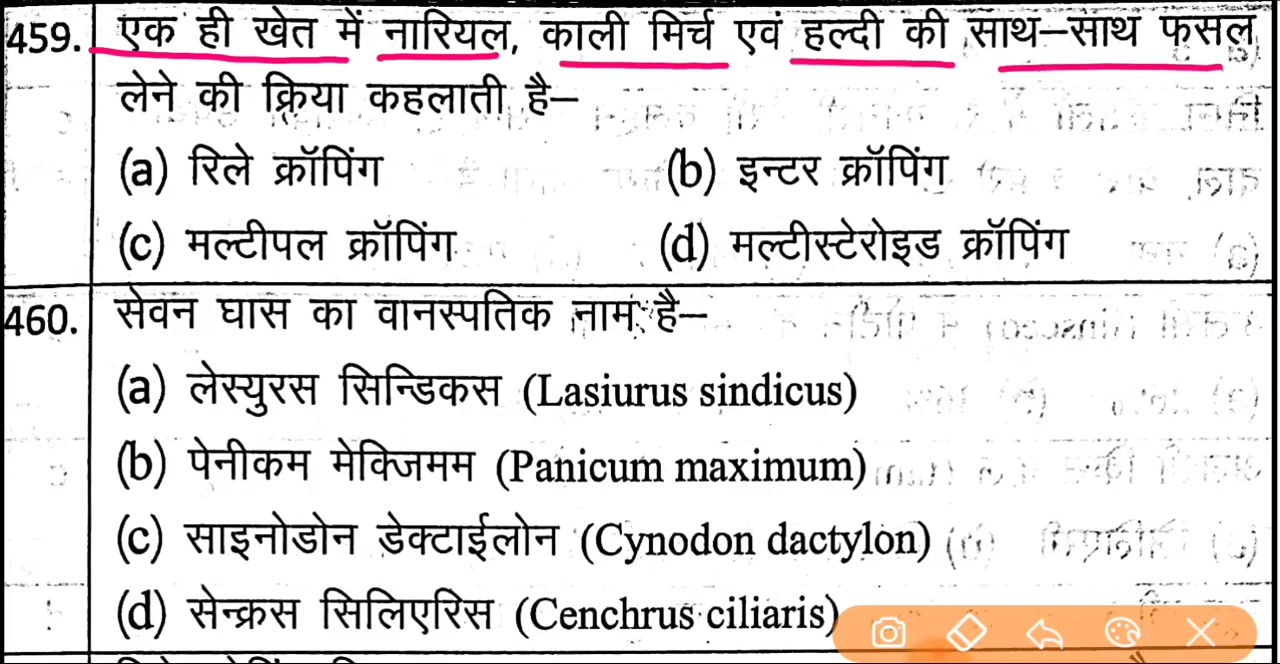 459. एक ही खेत में नारियल, काली मिर्च एवं हल्दी की साथ–साथ फसल
लेने की क्रिया कहलाती है–
(a) रिले क्रॉपिंग (b) इन्टर क्रॉपिंग
(c) मल्टीपल क्रॉपिंग (d) मल्टीस्टेरोइड क्रॉपिंग
460. सेवन घास का वानस्पतिक नाम है–
(a) लेस्युरस सिन्डिकस (Lasiurus sindicus)
(b) पेनीकम मेक्जिमम (Panicum maximum)
(c) साइनोडोन डेक्टाईलोन (Cynodon dactylon)
(d) सेन्क्रस सिलिएरिस (Cenchrus ciliaris)